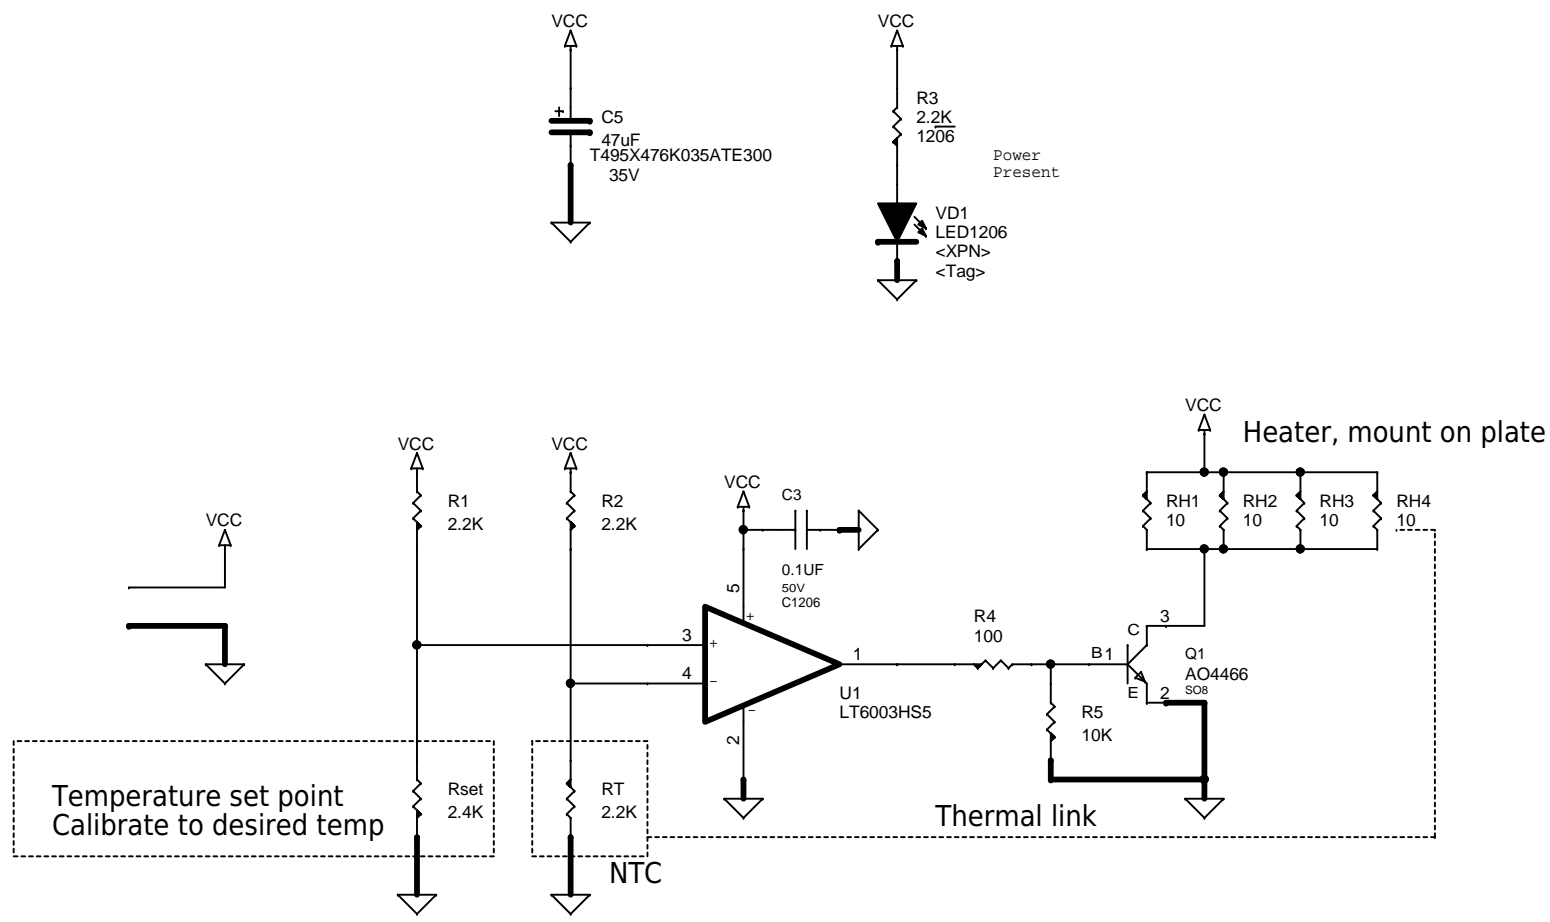 VCC
VCC
+
C5
47uF
T495X476K035ATE300
35V
R3
2.2K
1206
Power
Present
VD1
LED1206
<XPN>
<Tag>
VCC
Heater, mount on plate
RH1
10
RH2
10
RH3
10
RH4
10
VCC
R1
2.2K
VCC
R2
2.2K
VCC
C3
0.1UF
50V
C1206
VCC
5
+
3
+
4
−
−
2
1
U1
LT6003HS5
R4
100
B 1
C
3
E
2
Q1
AO4466
SO8
R5
10K
Temperature set point
Calibrate to desired temp
Rset
2.4K
RT
2.2K
NTC
Thermal link